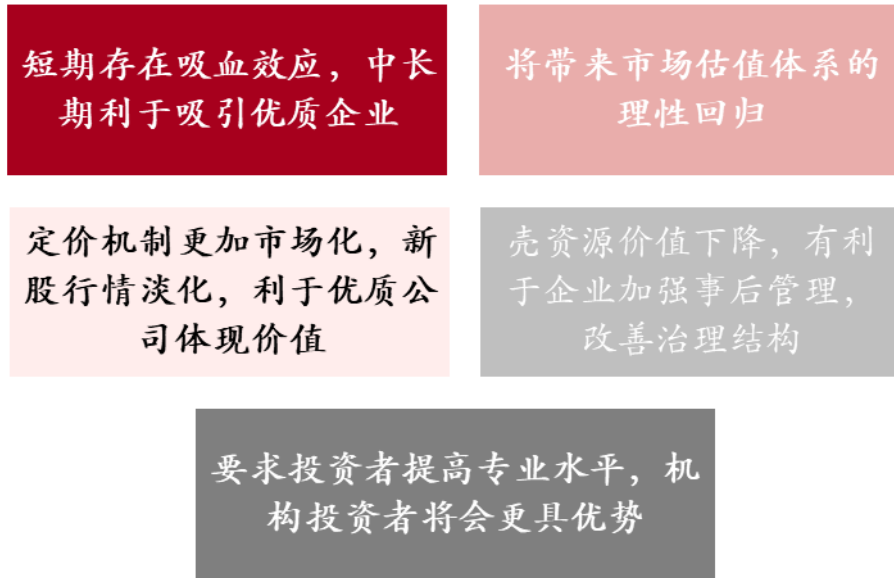 短期存在吸血效应，中长
期利于吸引优质企业
将带来市场估值体系的
理性回归
定价机制更加市场化，新
股行情淡化，利于优质公
司体现价值
壳资源价值下降，有利
于企业加强事后管理，
改善治理结构
要求投资者提高专业水平，机
构投资者将会更具优势